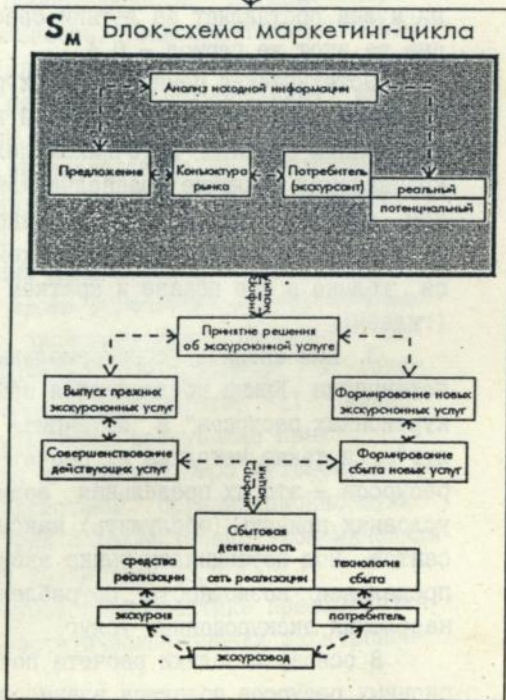 Sм Блок-схема маркетинг-цикла
Анализ исходной информации
Предложение
Конъюктура
рынка
Потребитель
(экскурсант)
реальный
потенциальный
Принятие решения
об экскурсионной услуге
Выпуск прежних
экскурсионных услуг
Формирование новых
экскурсионных услуг
Совершенствование
действующих услуг
Формирование
сбыта новых услуг
Сбытовая
деятельность
средства
реализации
сеть реализации
технология
сбыта
экскурсия
потребитель
экскурсовод